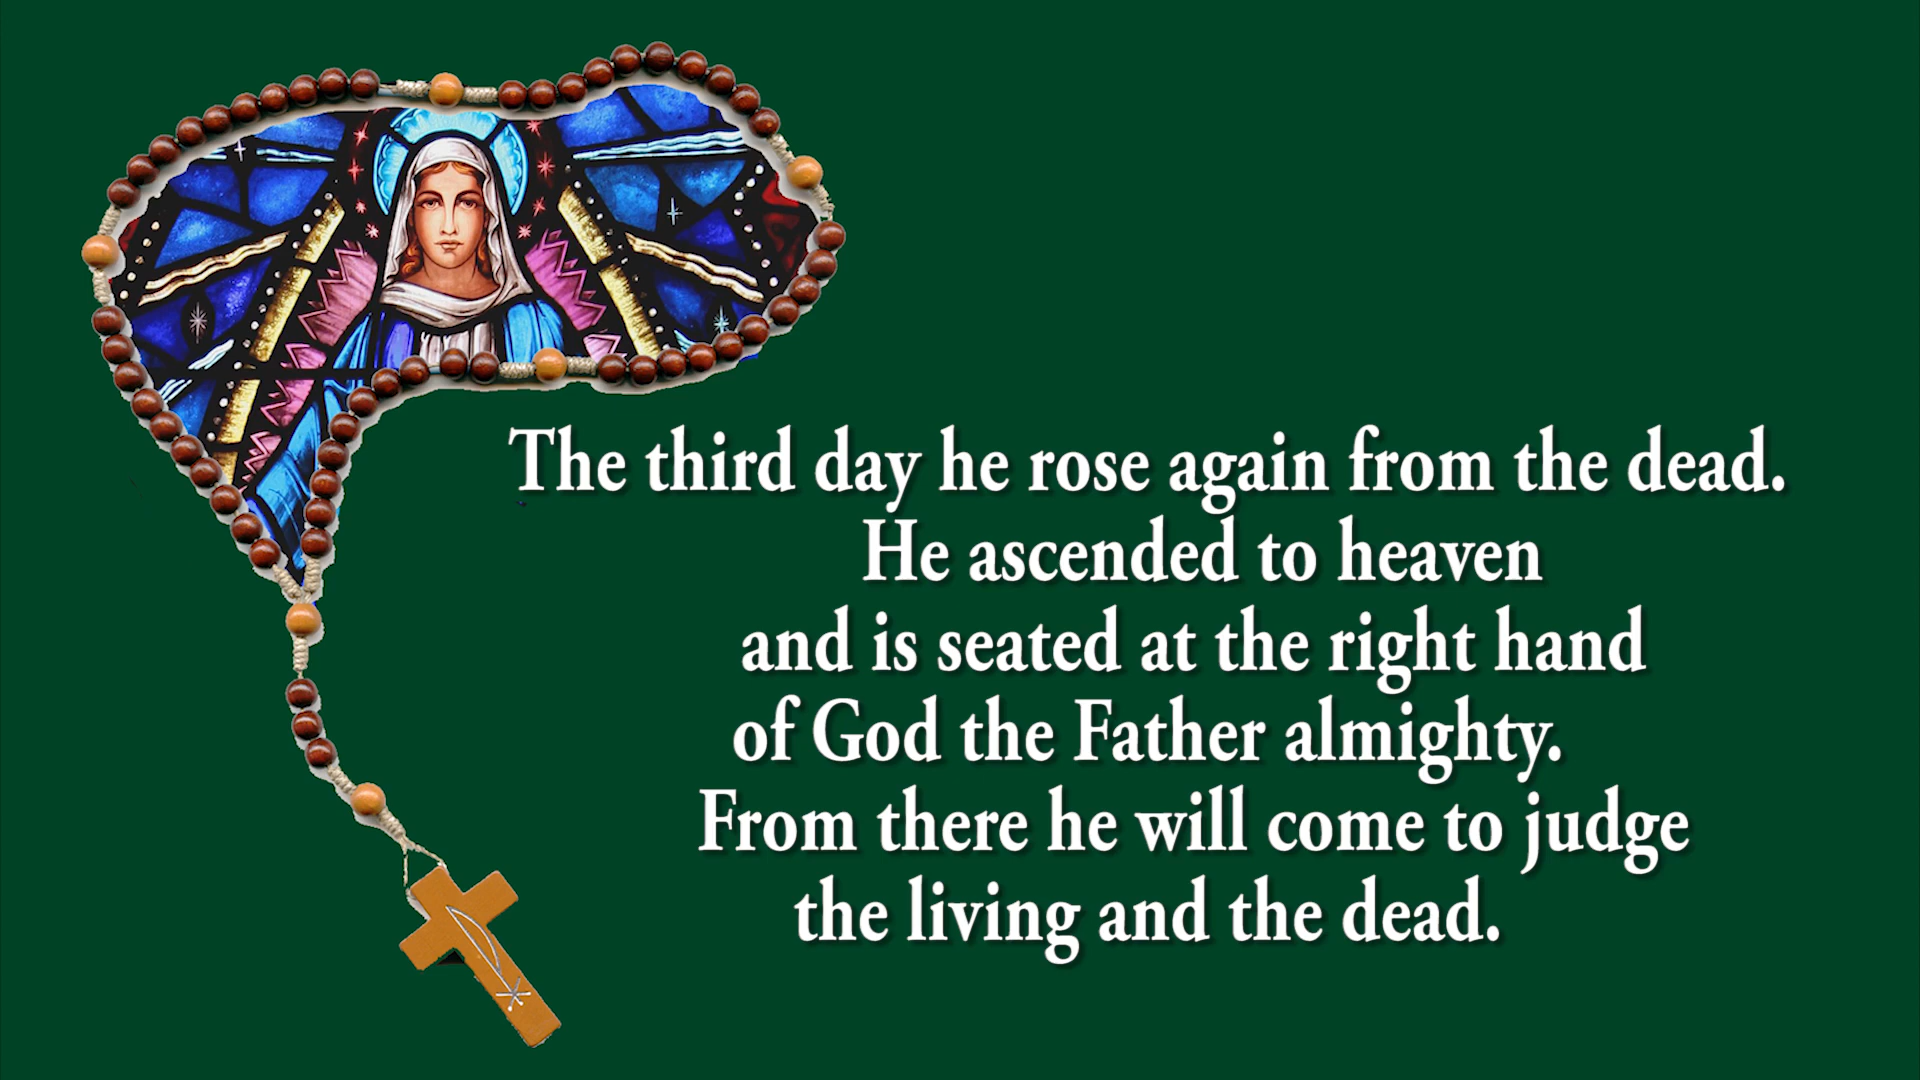 The third day he rose again from the dead.
He ascended to heaven
and is seated at the right hand
of God the Father almighty.
From there he will come to judge
the living and the dead.